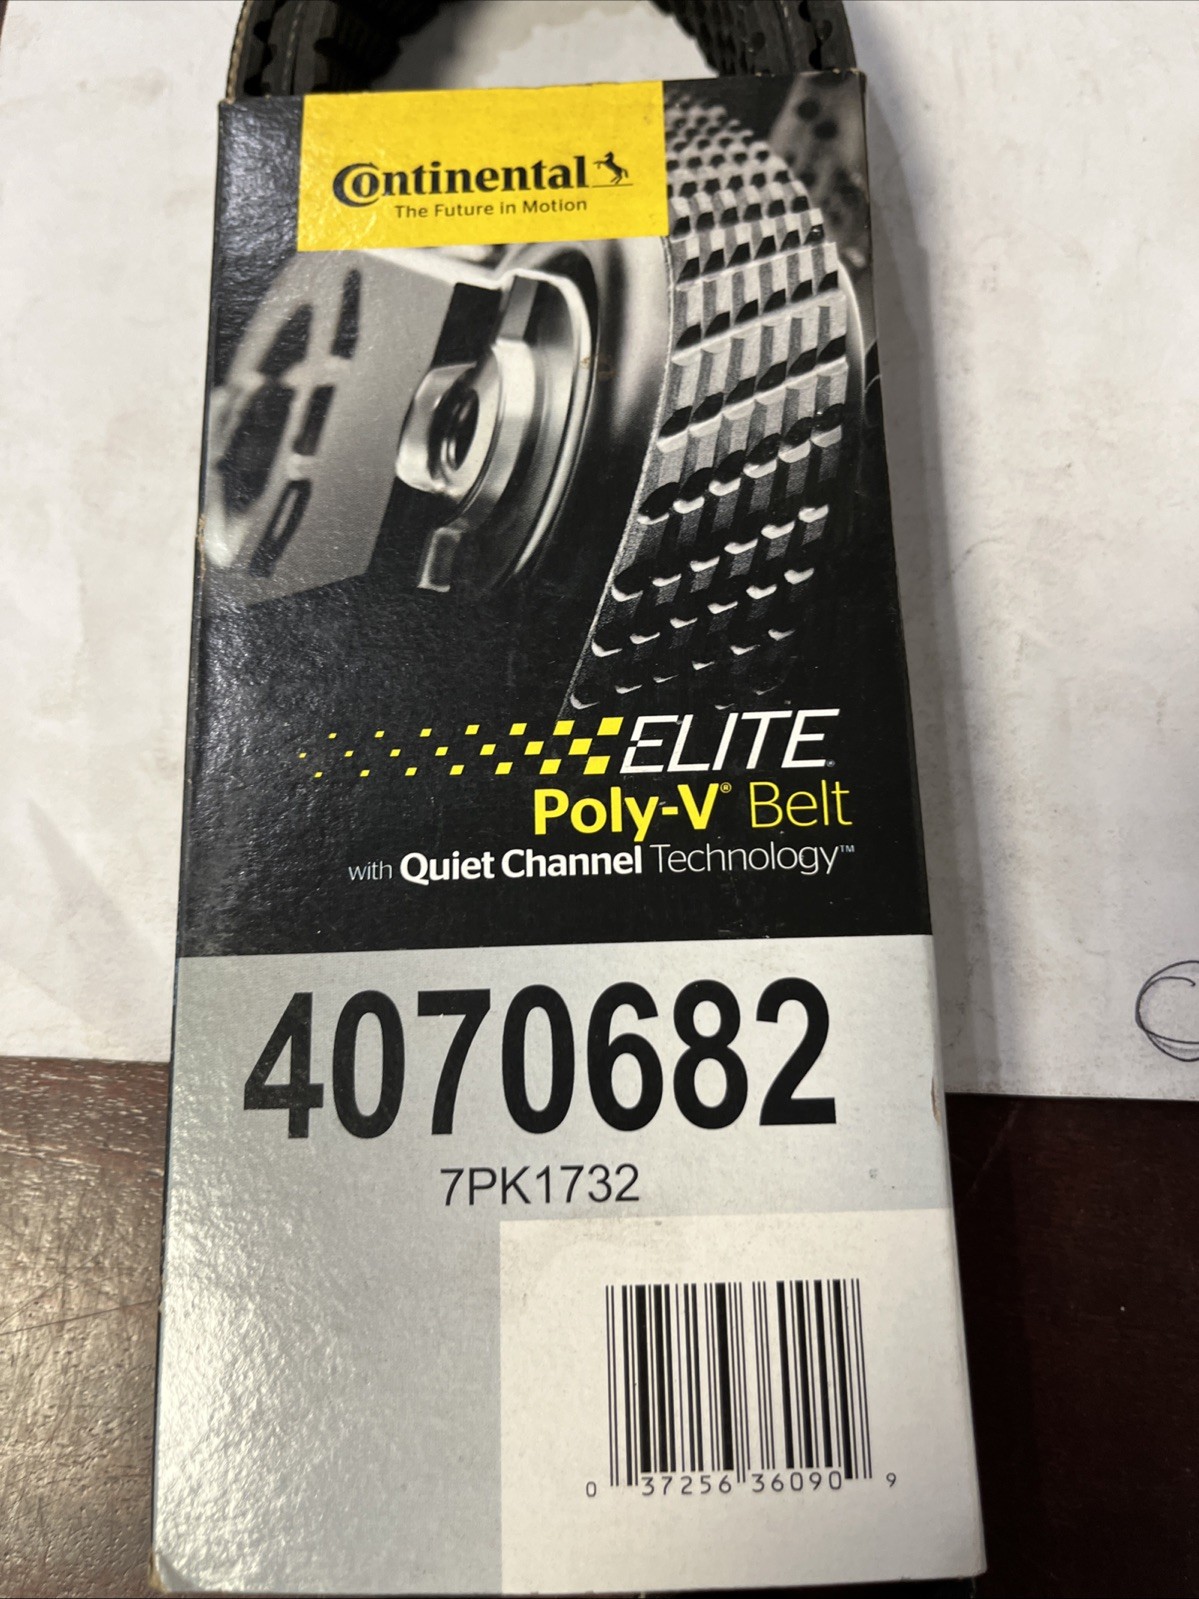 Continental
The Future in Motion
ELITE®
Poly-V® Belt
with Quiet Channel Technology™
4070682
7PK1732
0 37256 36090 9